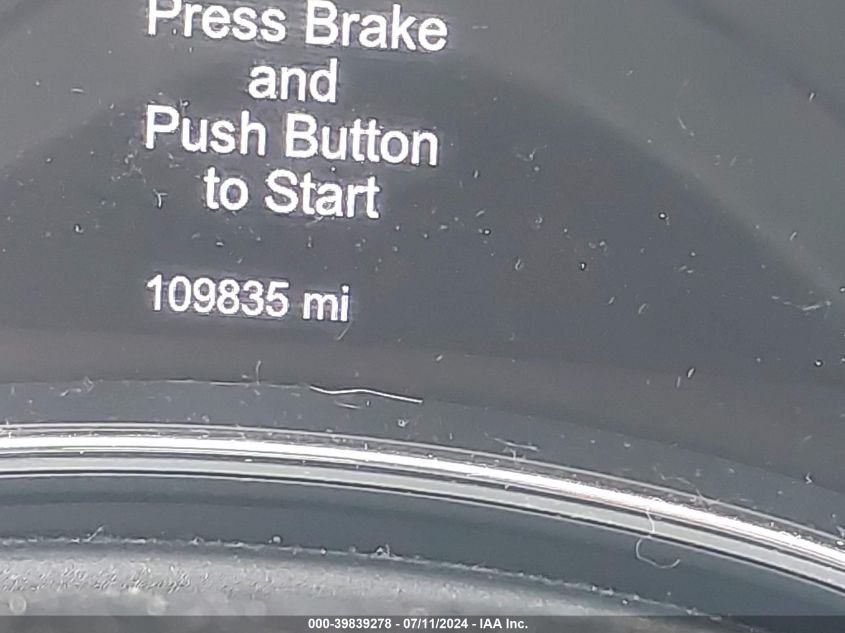 Press Brake
and
Push Button
to Start
109835 mi
000-39839278 - 07/11/2024 - IAA Inc.